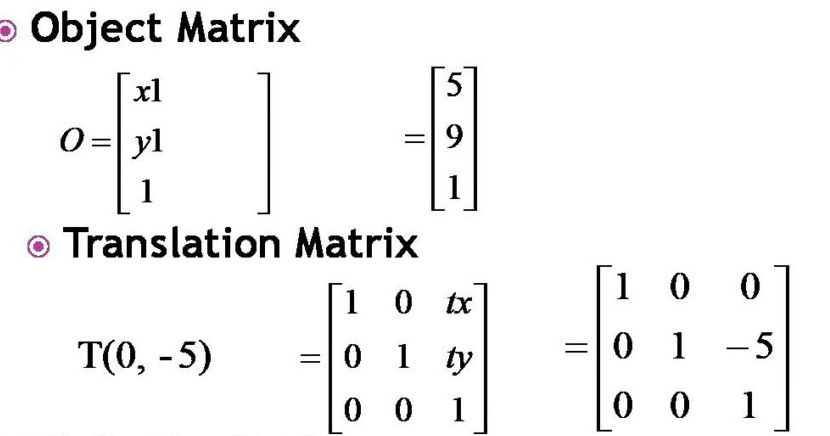 Object Matrix
x1 5
O = y1 = 9
1 1
Translation Matrix
1 0 tx 1 0 0
T(0, -5) = 0 1 ty = 0 1 -5
0 0 1 0 0 1